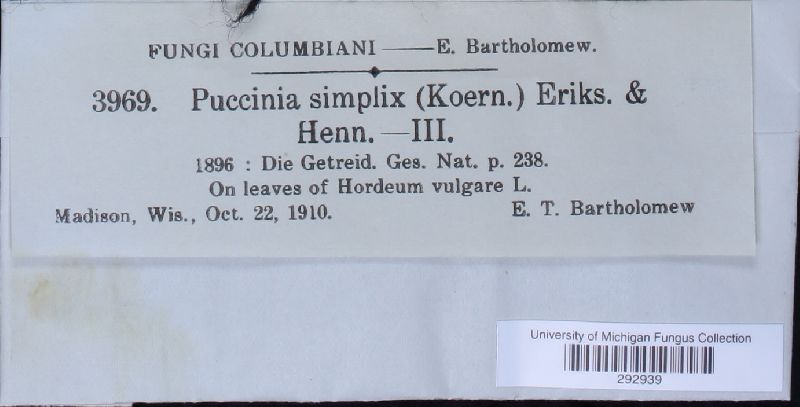 FUNGI COLUMBIANI — E. Bartholomew.
3969. Puccinia simplix (Koern.) Eriks. &
Henn. —III.
1896 : Die Getreid. Ges. Nat. p. 238.
On leaves of Hordeum vulgare L.
Madison, Wis., Oct. 22, 1910. E. T. Bartholomew
University of Michigan Fungus Collection
292939